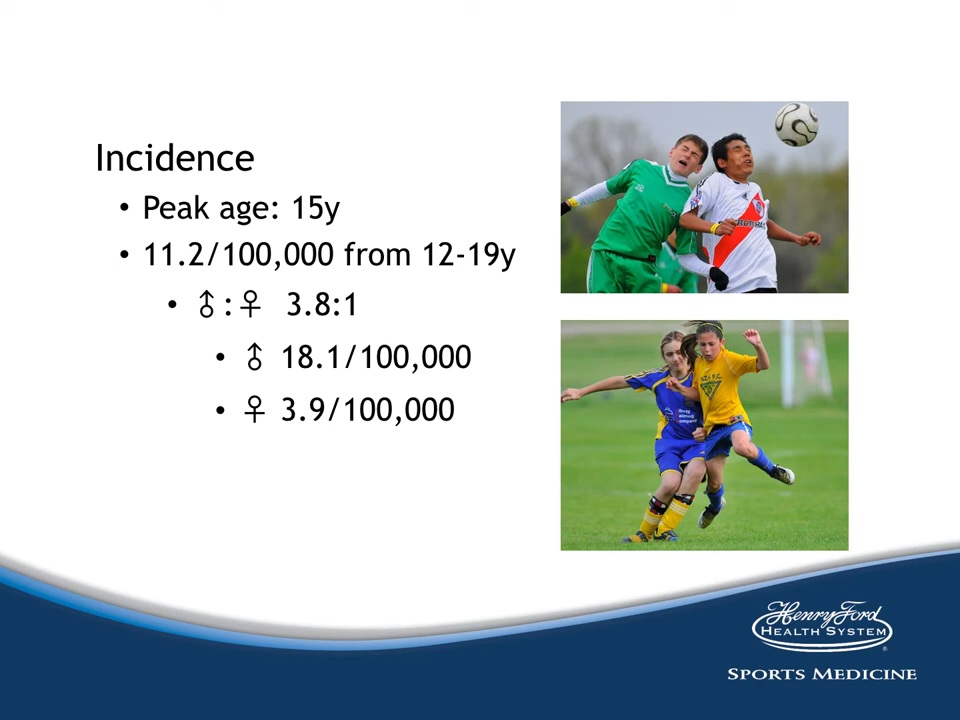 Incidence
• Peak age: 15y
• 11.2/100,000 from 12-19y
• ♂:♀ 3.8:1
• ♂ 18.1/100,000
• ♀ 3.9/100,000
Henry Ford
HEALTH SYSTEM
®
SPORTS MEDICINE